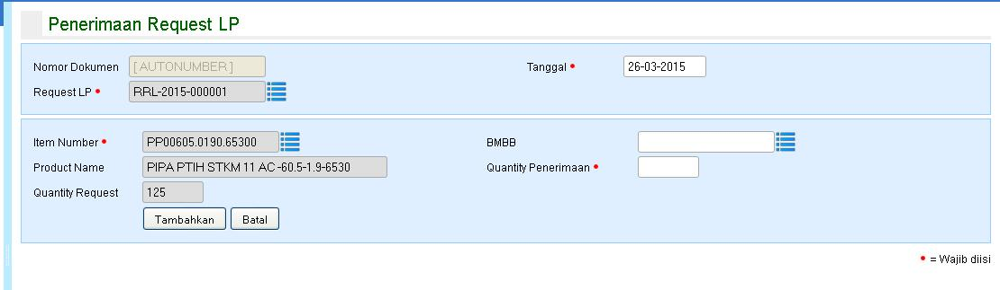 Penerimaan Request LP
Nomor Dokumen [ AUTONUMBER ] Tanggal • 26-03-2015
Request LP • RRL-2015-000001
Item Number • PP00605.0190.65300 BMBB
Product Name PIPA PTIH STKM 11 AC -60.5-1.9-6530 Quantity Penerimaan •
Quantity Request 125
Tambahkan Batal
• = Wajib diisi